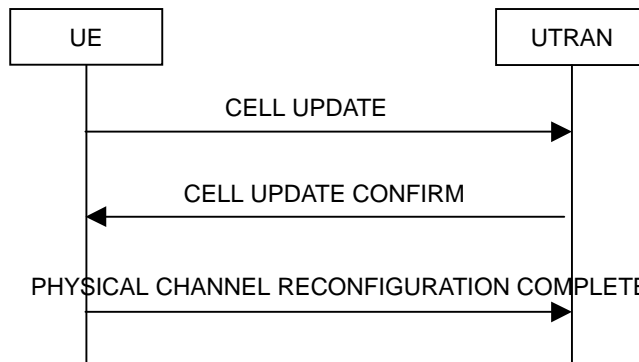 UE
UTRAN
CELL UPDATE
CELL UPDATE CONFIRM
PHYSICAL CHANNEL RECONFIGURATION COMPLETE